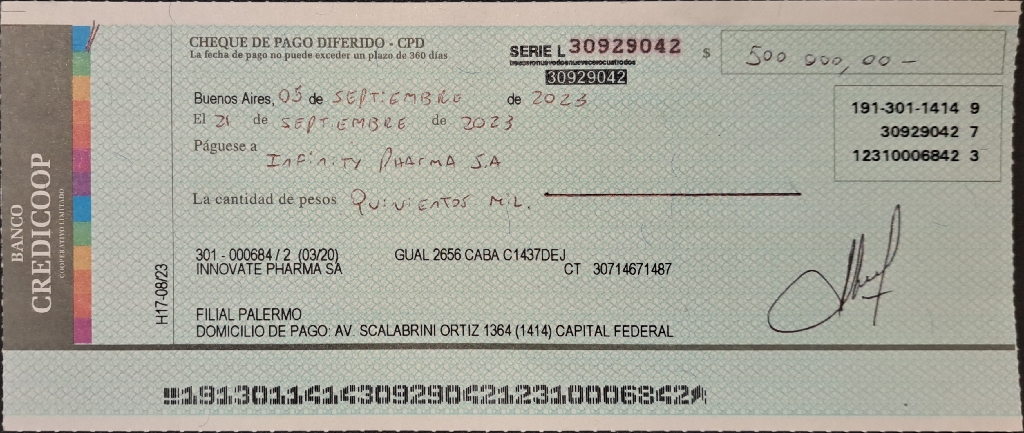 BANCO
CREDICOOP
COOPERATIVO LIMITADO
CHEQUE DE PAGO DIFERIDO - CPD
La fecha de pago no puede exceder un plazo de 360 días
SERIE L 30929042 $ 500 000,00 -
30929042
Buenos Aires, 05 de SEPTIEMBRE de 2023
El 21 de SEPTIEMBRE de 2023
Páguese a INFINITY PHARMA S.A
La cantidad de pesos QUINIENTOS MIL.
191-301-1414 9
30929042 7
12310006842 3
301 - 000684 / 2 (03/20) GUAL 2656 CABA C1437DEJ
INNOVATE PHARMA SA CT 30714671487
H17-08/23
FILIAL PALERMO
DOMICILIO DE PAGO: AV. SCALABRINI ORTIZ 1364 (1414) CAPITAL FEDERAL
19130114143092904212310006842